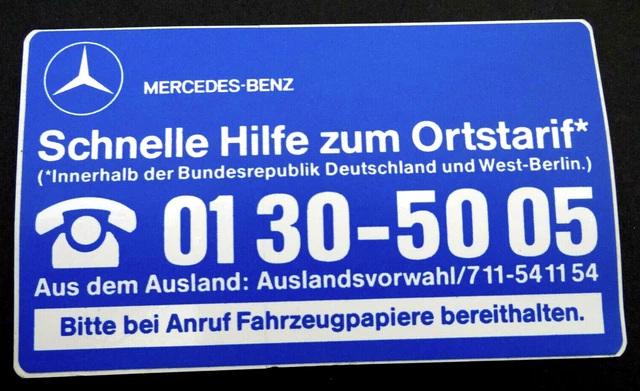 MERCEDES-BENZ
Schnelle Hilfe zum Ortstarif*
(*Innerhalb der Bundesrepublik Deutschland und West-Berlin.)
01 30-50 05
Aus dem Ausland: Auslandsvorwahl/711-54 11 54
Bitte bei Anruf Fahrzeugpapiere bereithalten.